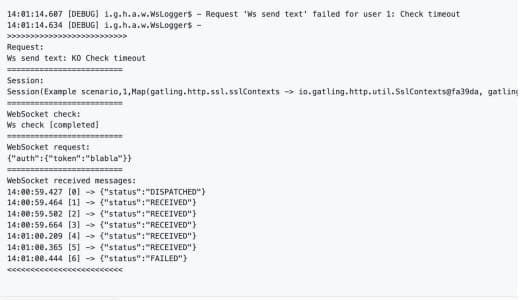 14:01:14.607 [DEBUG] i.g.h.a.w.WsLogger$ - Request 'Ws send text' failed for user 1: Check timeout
14:01:14.634 [DEBUG] i.g.h.a.w.WsLogger$ -
>>>>>>>>>>>>>>>>>>>>>>>>>>
Request:
Ws send text: KO Check timeout
=========================
Session:
Session(Example scenario,1,Map(gatling.http.ssl.sslContexts -> io.gatling.http.util.SslContexts@fa39da, gatling
=========================
WebSocket check:
Ws check [completed]
=========================
WebSocket request:
{"auth":{"token":"blabla"}}
=========================
WebSocket received messages:
14:00:59.427 [0] -> {"status":"DISPATCHED"}
14:00:59.464 [1] -> {"status":"RECEIVED"}
14:00:59.502 [2] -> {"status":"RECEIVED"}
14:00:59.664 [3] -> {"status":"RECEIVED"}
14:01:00.209 [4] -> {"status":"RECEIVED"}
14:01:00.365 [5] -> {"status":"RECEIVED"}
14:01:00.444 [6] -> {"status":"FAILED"}
<<<<<<<<<<<<<<<<<<<<<<<<<